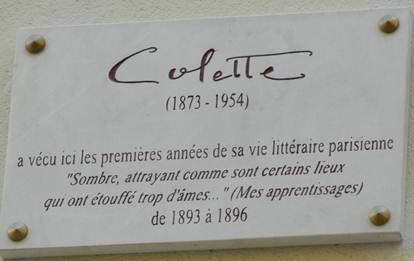 Colette
(1873 - 1954)
a vécu ici les premières années de sa vie littéraire parisienne
"Sombre, attrayant comme sont certains lieux
qui ont étouffé trop d'âmes..." (Mes apprentissages)
de 1893 à 1896